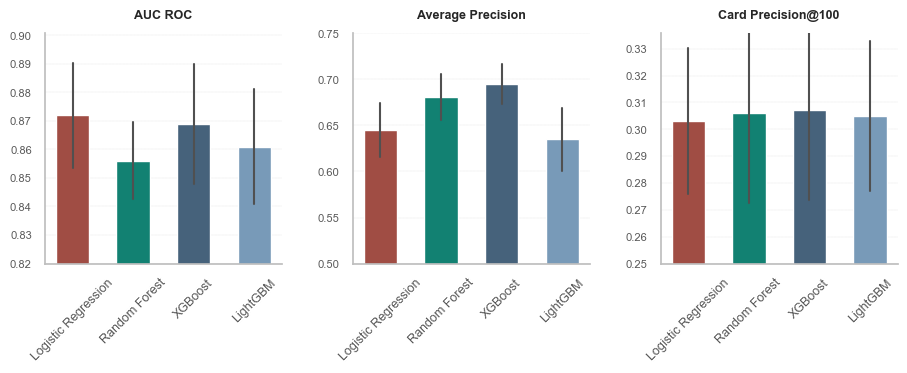 AUC ROC
0.90
0.89
0.88
0.87
0.86
0.85
0.84
0.83
0.82
Logistic Regression
Random Forest
XGBoost
LightGBM
Average Precision
0.75
0.70
0.65
0.60
0.55
0.50
Logistic Regression
Random Forest
XGBoost
LightGBM
Card Precision@100
0.33
0.32
0.31
0.30
0.29
0.28
0.27
0.26
0.25
Logistic Regression
Random Forest
XGBoost
LightGBM